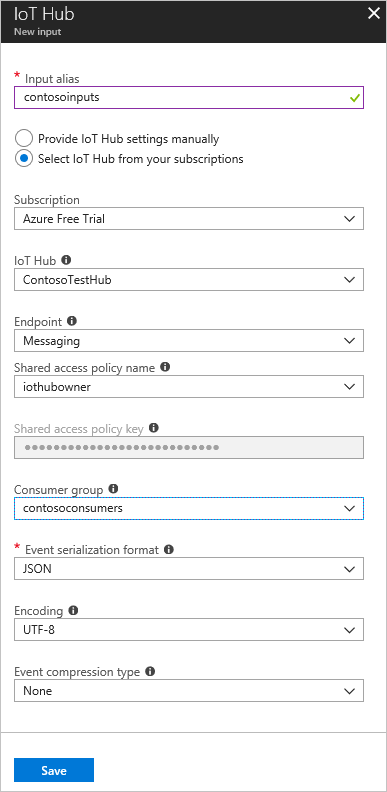 IoT Hub
New input
* Input alias
contosoinputs
Provide IoT Hub settings manually
Select IoT Hub from your subscriptions
Subscription
Azure Free Trial
IoT Hub
ContosoTestHub
Endpoint
Messaging
Shared access policy name
iothubowner
Shared access policy key
••••••••••••••••••••••••••••
Consumer group
contosoconsumers
* Event serialization format
JSON
Encoding
UTF-8
Event compression type
None
Save